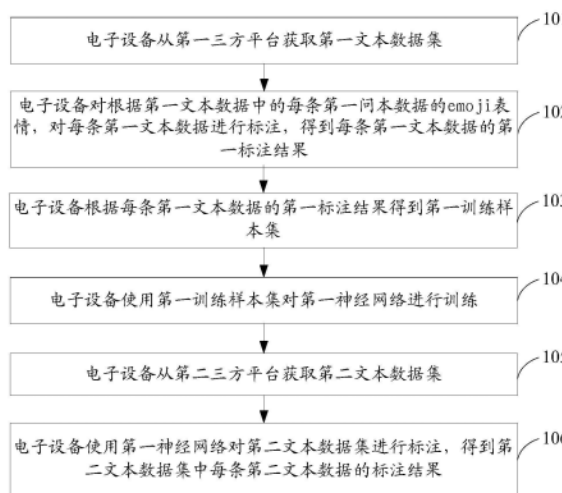 电子设备从第一三方平台获取第一文本数据集
10
电子设备对根据第一文本数据中的每条第一问本数据的emoji表
情，对每条第一文本数据进行标注，得到每条第一文本数据的第
一标注结果
电子设备根据每条第一文本数据的第一标注结果得到第一训练样
本集
电子设备使用第一训练样本集对第一神经网络进行训练
104
电子设备从第二三方平台获取第二文本数据集
电子设备使用第一神经网络对第二文本数据集进行标注，得到第
二文本数据集中每条第二文本数据的标注结果